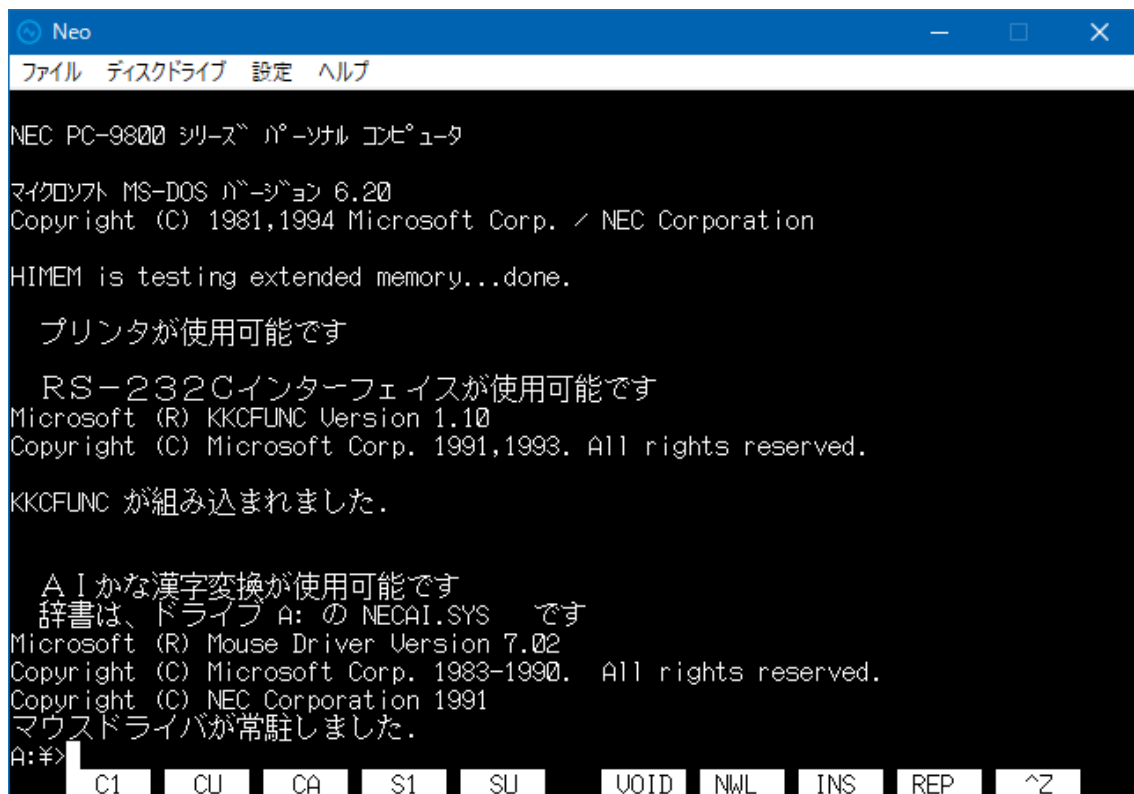 Neo
ファイル ディスクドライブ 設定 ヘルプ
NEC PC-9800 シリーズ パーソナル コンピュータ
マイクロソフト MS-DOS バージョン 6.20
Copyright (C) 1981,1994 Microsoft Corp. / NEC Corporation
HIMEM is testing extended memory...done.
プリンタが使用可能です
RS-232Cインターフェイスが使用可能です
Microsoft (R) KKCFUNC Version 1.10
Copyright (C) Microsoft Corp. 1991,1993. All rights reserved.
KKCFUNC が組み込まれました.
AIかな漢字変換が使用可能です
辞書は、ドライブ A: の NECAI.SYS です
Microsoft (R) Mouse Driver Version 7.02
Copyright (C) Microsoft Corp. 1983-1990. All rights reserved.
Copyright (C) NEC Corporation 1991
マウスドライバが常駐しました.
A:¥>
C1 CU CA S1 SU VOID NWL INS REP ^Z